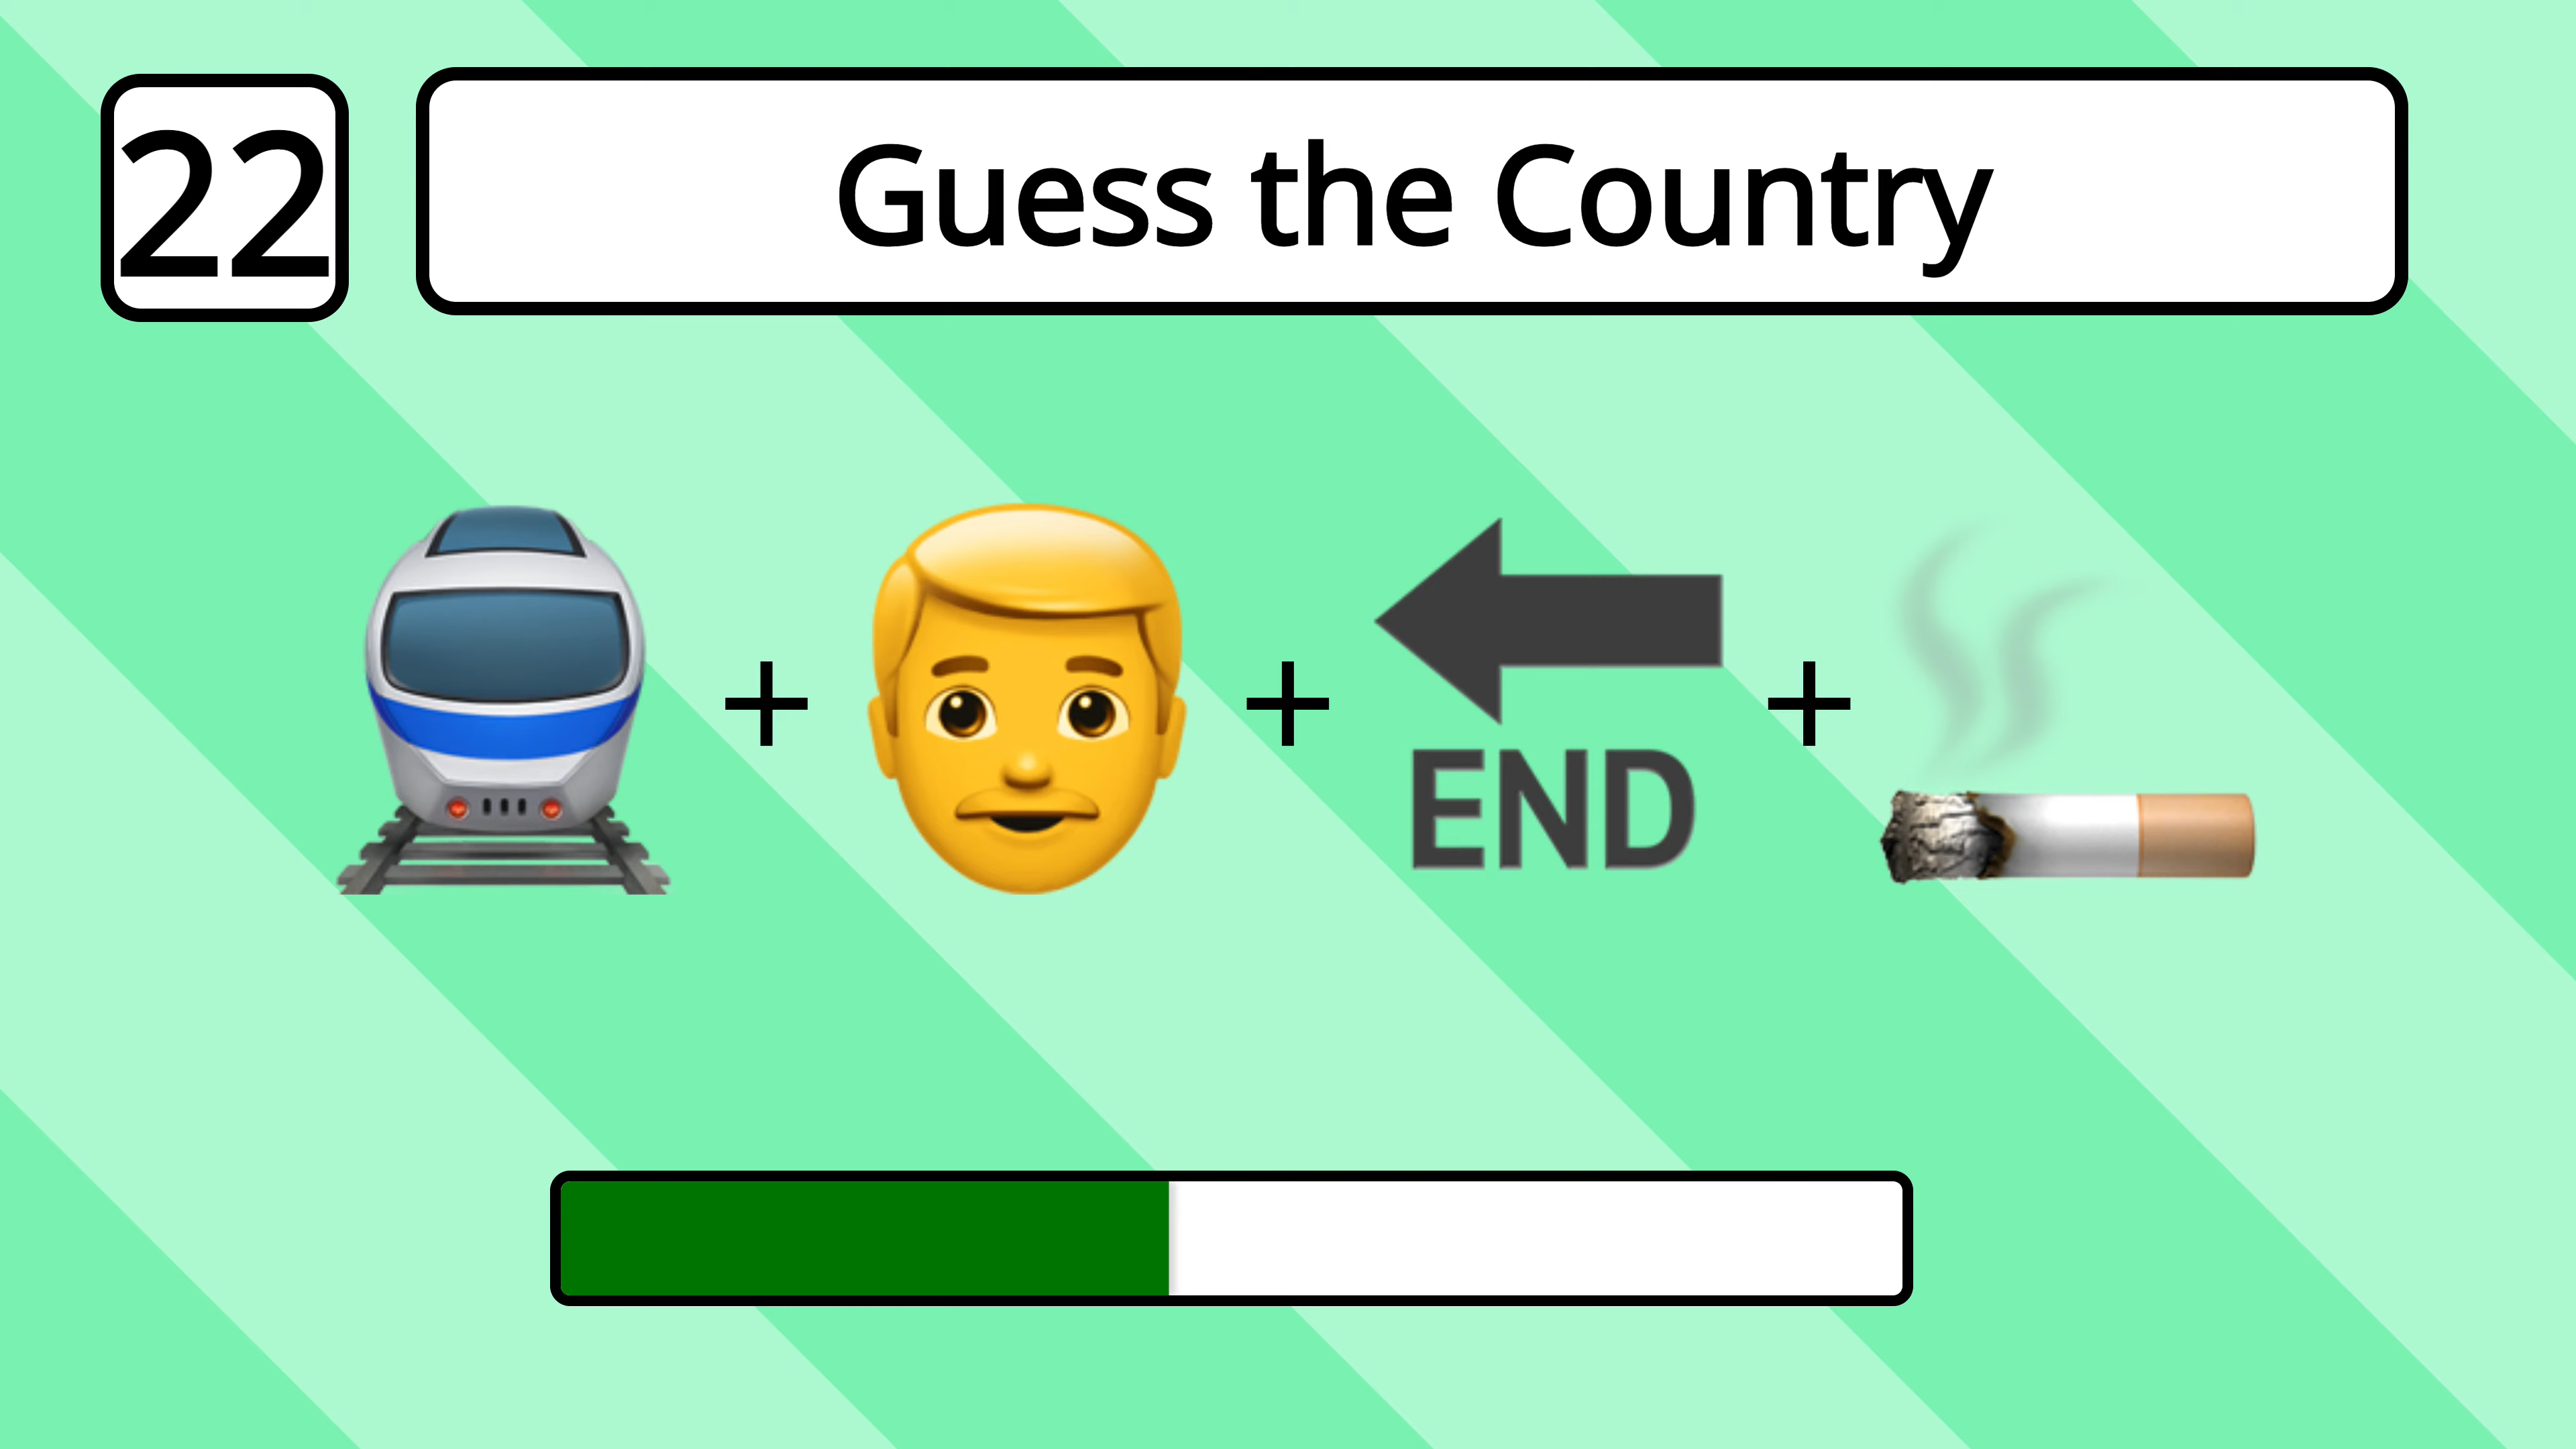 22
Guess the Country
+ + +
END